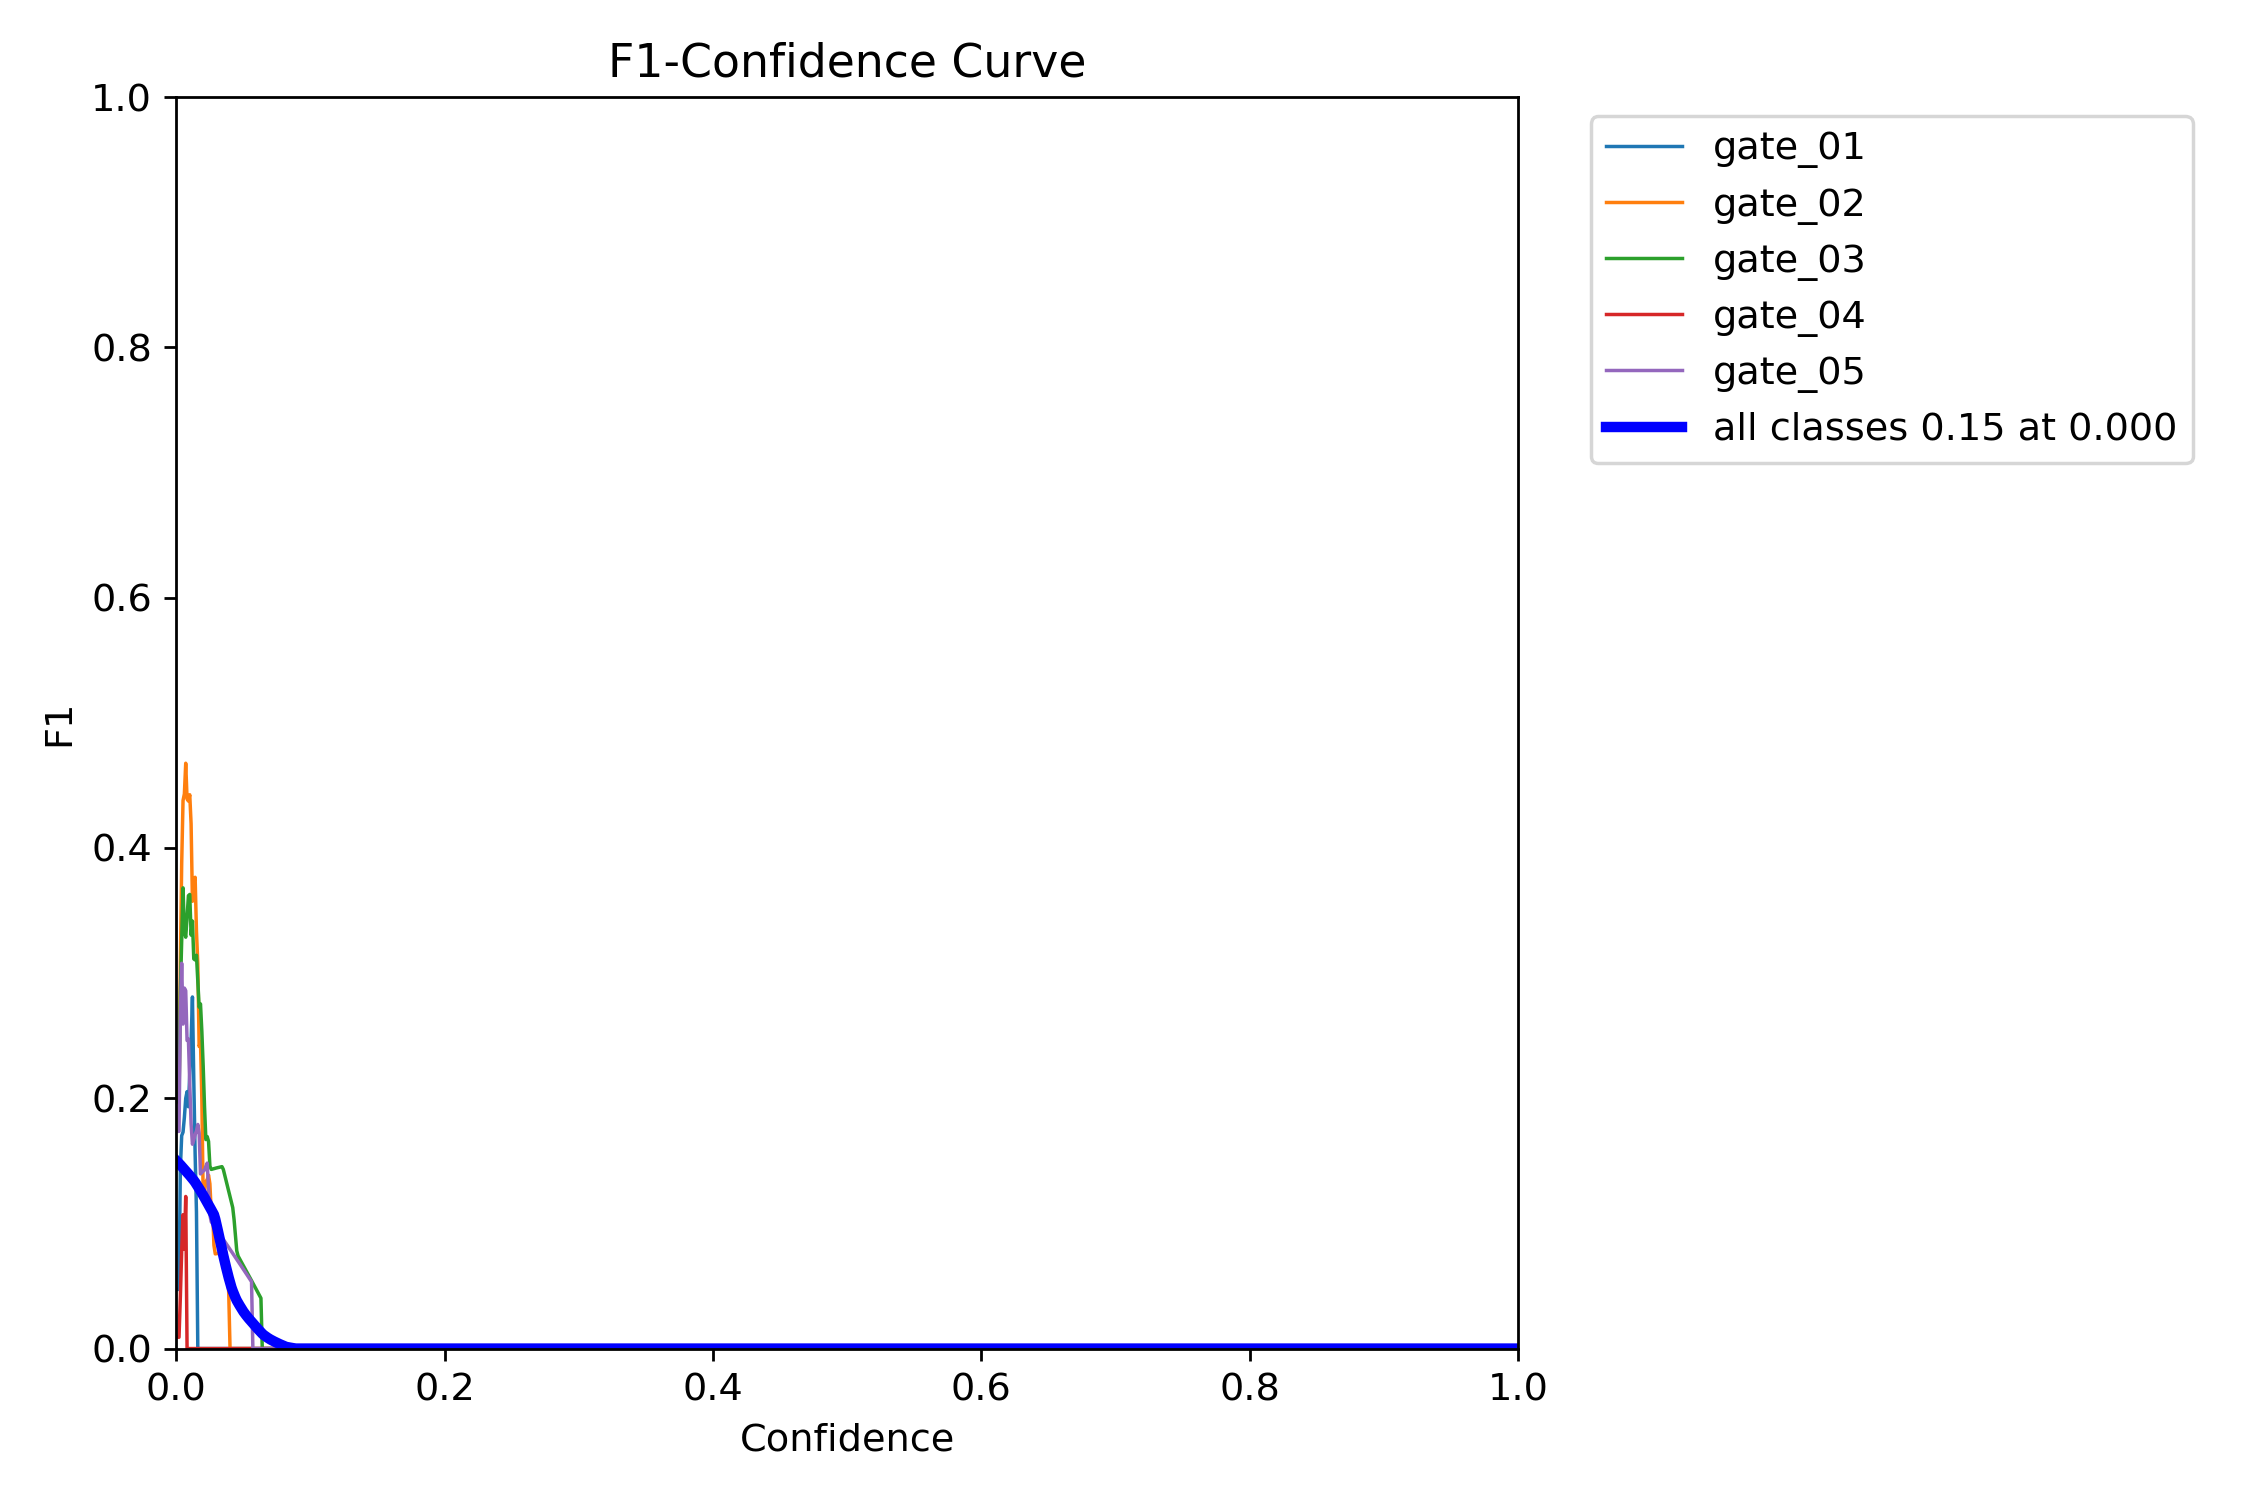 F1-Confidence Curve
1.0
0.8
0.6
0.4
0.2
0.0
F1
0.0 0.2 0.4 0.6 0.8 1.0
Confidence
gate_01
gate_02
gate_03
gate_04
gate_05
all classes 0.15 at 0.000